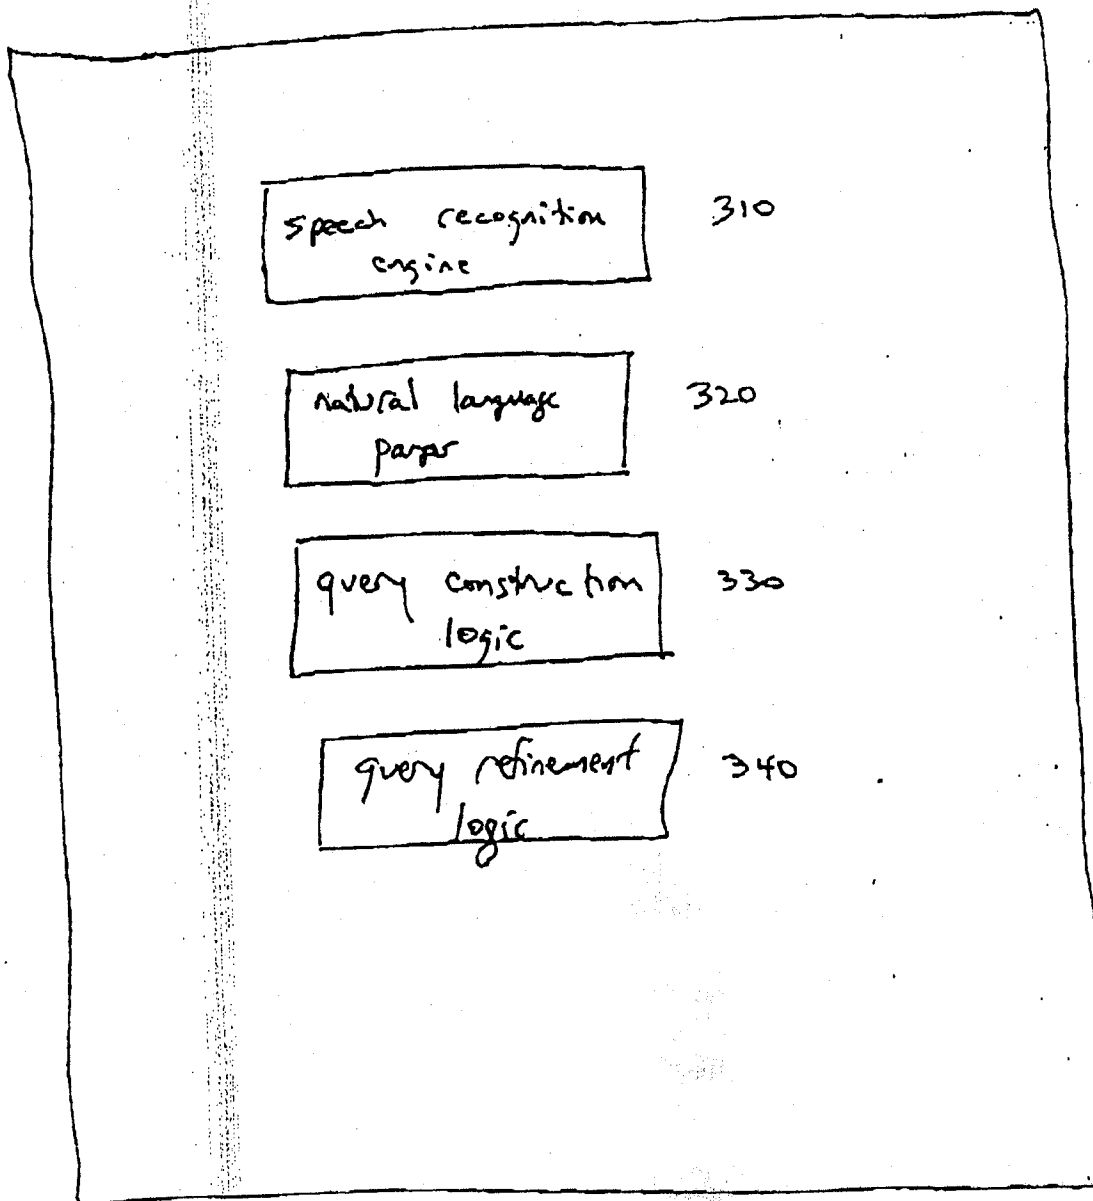 speech recognition 310
engine
natural language 320
parser
query construction 330
logic
query refinement 340
logic